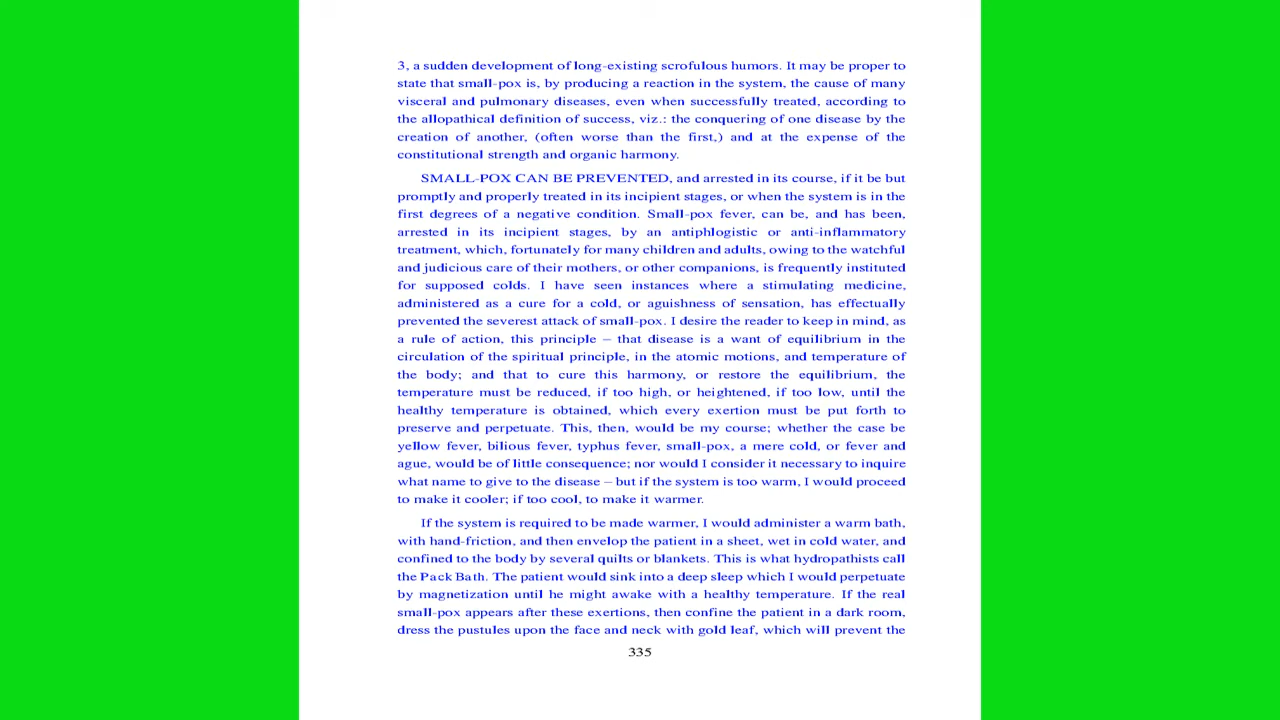 3, a sudden development of long-existing scrofulous humors. It may be proper to
state that small-pox is, by producing a reaction in the system, the cause of many
visceral and pulmonary diseases, even when successfully treated, according to
the allopathical definition of success, viz.: the conquering of one disease by the
creation of another, (often worse than the first,) and at the expense of the
constitutional strength and organic harmony.
SMALL-POX CAN BE PREVENTED, and arrested in its course, if it be but
promptly and properly treated in its incipient stages, or when the system is in the
first degrees of a negative condition. Small-pox fever, can be, and has been,
arrested in its incipient stages, by an antiphlogistic or anti-inflammatory
treatment, which, fortunately for many children and adults, owing to the watchful
and judicious care of their mothers, or other companions, is frequently instituted
for supposed colds. I have seen instances where a stimulating medicine,
administered as a cure for a cold, or aguishness of sensation, has effectually
prevented the severest attack of small-pox. I desire the reader to keep in mind, as
a rule of action, this principle – that disease is a want of equilibrium in the
circulation of the spiritual principle, in the atomic motions, and temperature of
the body; and that to cure this harmony, or restore the equilibrium, the
temperature must be reduced, if too high, or heightened, if too low, until the
healthy temperature is obtained, which every exertion must be put forth to
preserve and perpetuate. This, then, would be my course; whether the case be
yellow fever, bilious fever, typhus fever, small-pox, a mere cold, or fever and
ague, would be of little consequence; nor would I consider it necessary to inquire
what name to give to the disease – but if the system is too warm, I would proceed
to make it cooler; if too cool, to make it warmer.
If the system is required to be made warmer, I would administer a warm bath,
with hand-friction, and then envelop the patient in a sheet, wet in cold water, and
confined to the body by several quilts or blankets. This is what hydropathists call
the Pack Bath. The patient would sink into a deep sleep which I would perpetuate
by magnetization until he might awake with a healthy temperature. If the real
small-pox appears after these exertions, then confine the patient in a dark room,
dress the pustules upon the face and neck with gold leaf, which will prevent the
335